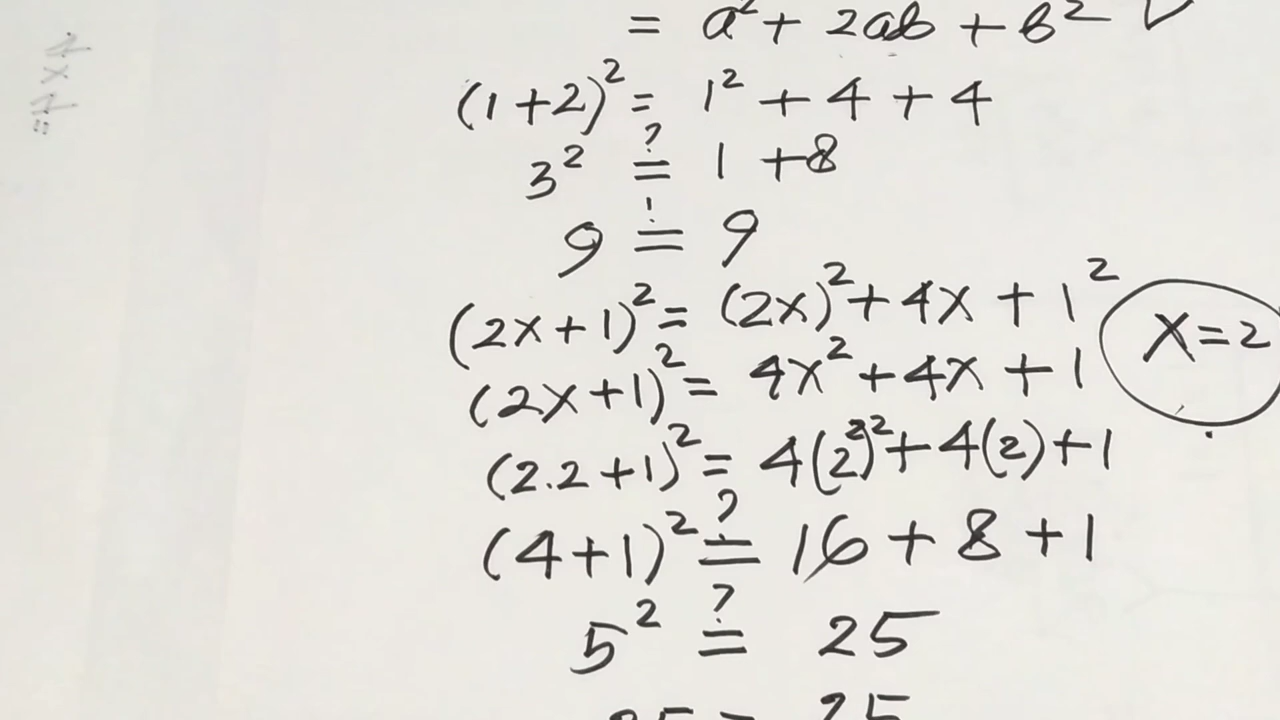 = a² + 2ab + b²
(1+2)² = 1² + 4 + 4
3² ≟ 1 + 8
9 = 9
(2x+1)² = (2x)² + 4x + 1²
x=2
(2x+1)² = 4x² + 4x + 1
(2.2+1)² = 4(2)² + 4(2) + 1
(4+1)² ≟ 16 + 8 + 1
5² ≟ 25
25 = 25